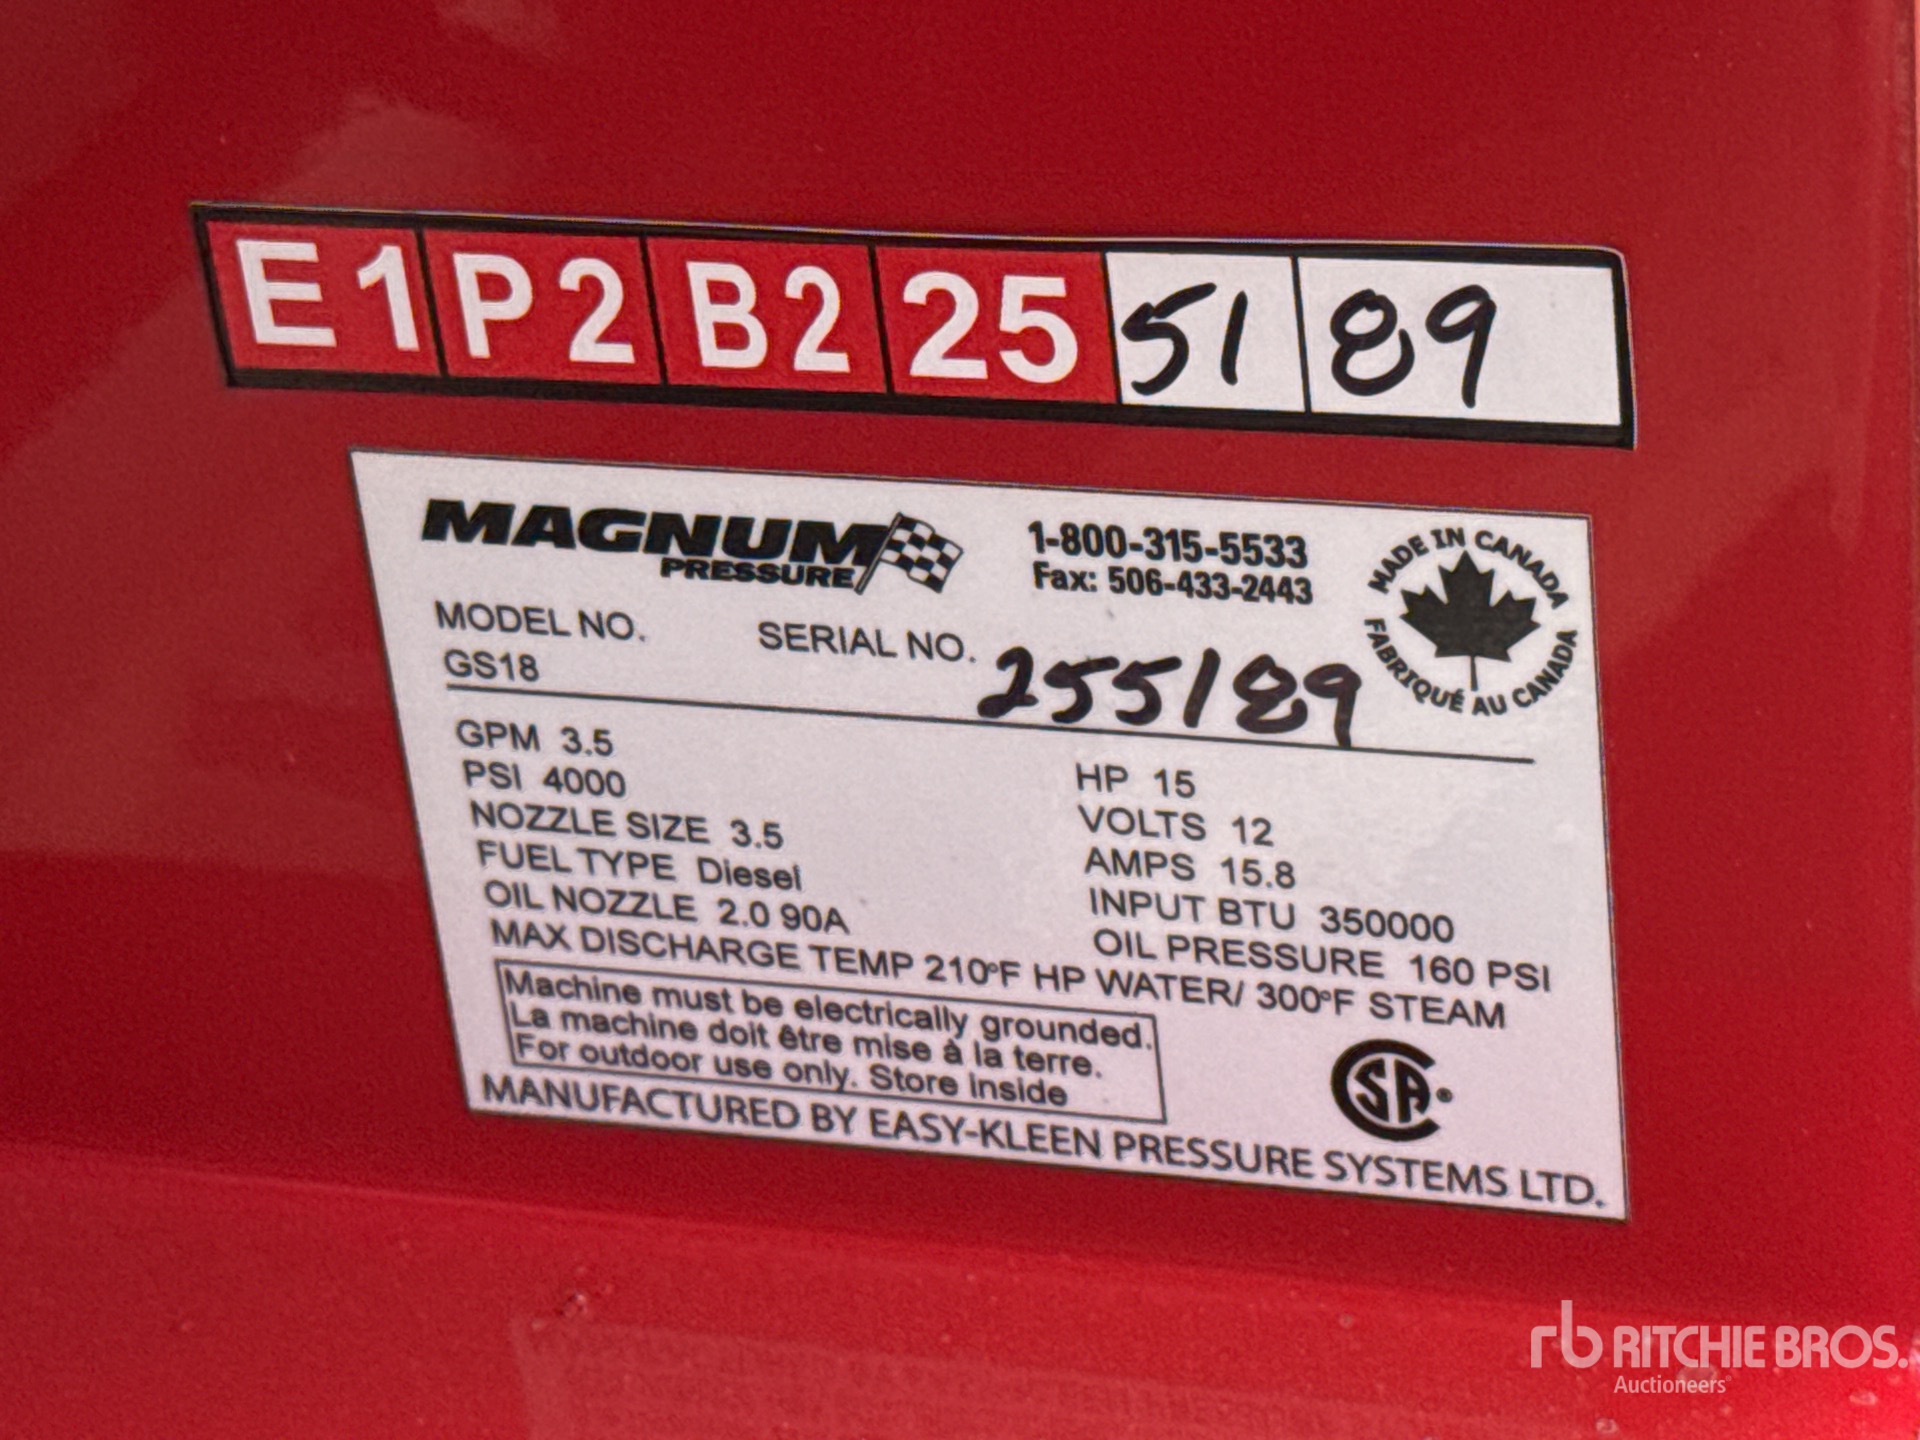 E1 P2 B2 25 51 89
MAGNUM
PRESSURE
1-800-315-5533
Fax: 506-433-2443
MADE IN CANADA
FABRIQUÉ AU CANADA
MODEL NO.
GS18
SERIAL NO. 255189
GPM 3.5
PSI 4000
NOZZLE SIZE 3.5
FUEL TYPE Diesel
OIL NOZZLE 2.0 90A
HP 15
VOLTS 12
AMPS 15.8
INPUT BTU 350000
OIL PRESSURE 160 PSI
MAX DISCHARGE TEMP 210°F HP WATER/ 300°F STEAM
Machine must be electrically grounded.
La machine doit être mise à la terre.
For outdoor use only. Store inside
CSA®
MANUFACTURED BY EASY-KLEEN PRESSURE SYSTEMS LTD.
rb RITCHIE BROS.
Auctioneers